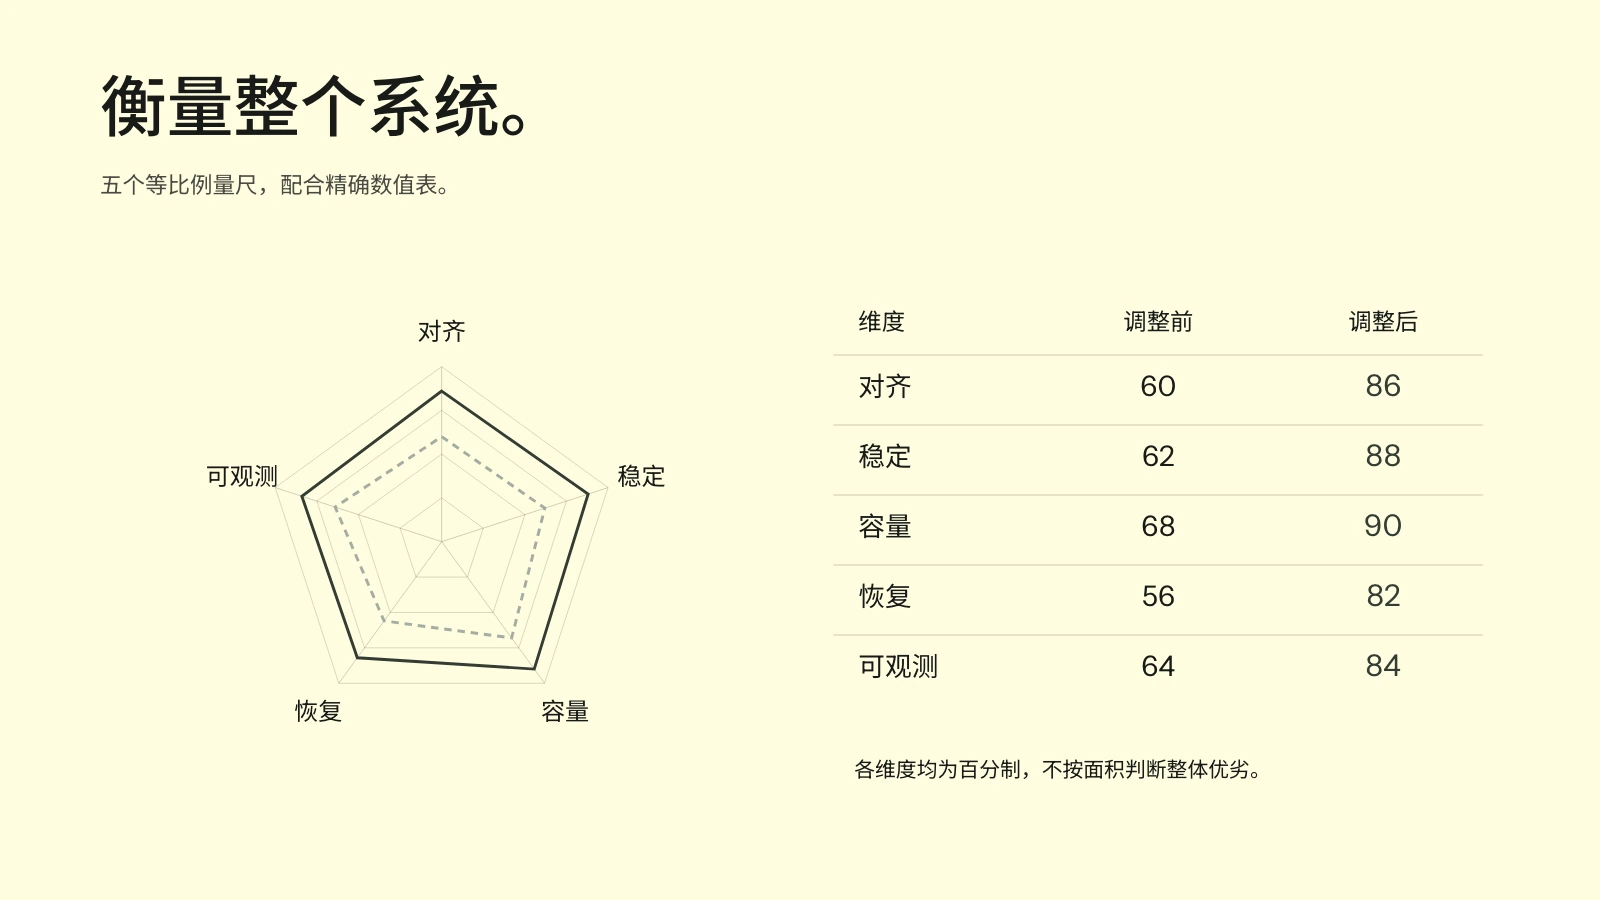 衡量整个系统。
五个等比例量尺，配合精确数值表。
对齐
可观测
稳定
恢复
容量
维度 调整前 调整后
对齐 60 86
稳定 62 88
容量 68 90
恢复 56 82
可观测 64 84
各维度均为百分制，不按面积判断整体优劣。